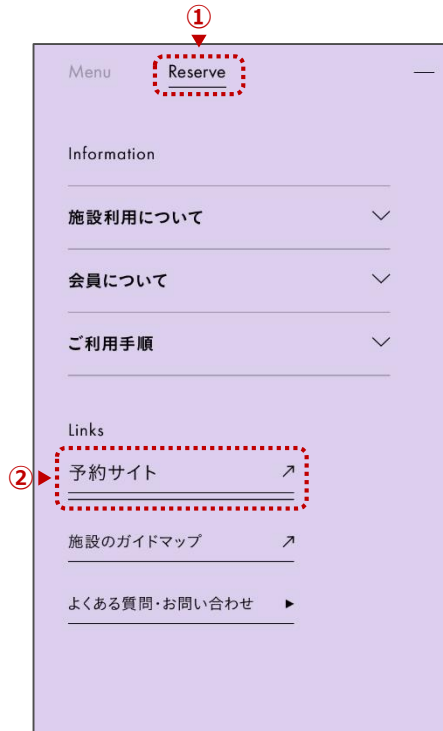 ①
Menu Reserve
Information
施設利用について
会員について
ご利用手順
Links
② 予約サイト
施設のガイドマップ
よくある質問・お問い合わせ